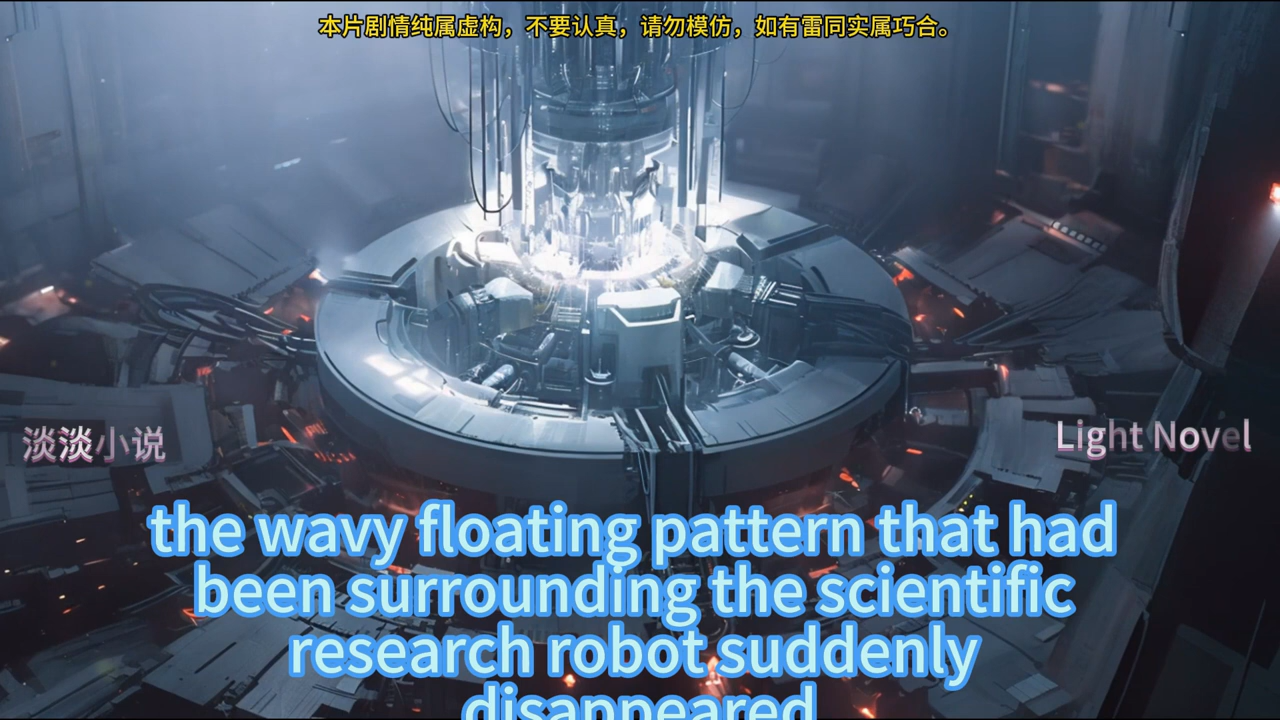 本片剧情纯属虚构，不要认真，请勿模仿，如有雷同实属巧合。
淡淡小说
Light Novel
the wavy floating pattern that had
been surrounding the scientific
research robot suddenly
disappeared